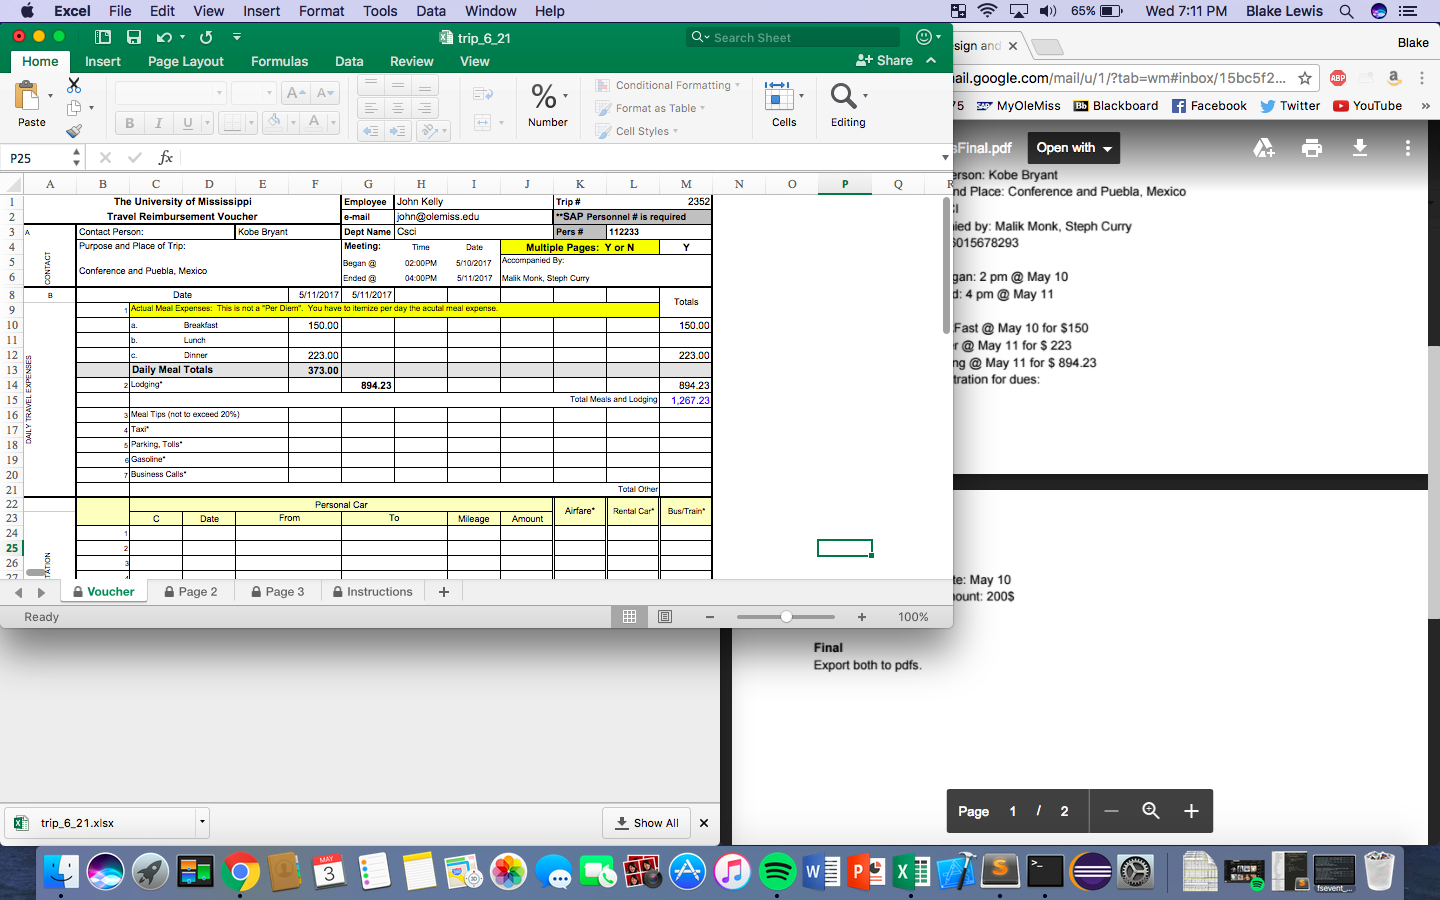 Excel File Edit View Insert Format Tools Data Window Help
65% Wed 7:11 PM Blake Lewis
trip_6_21
Search Sheet
Home Insert Page Layout Formulas Data Review View
Share
Paste
Conditional Formatting
Format as Table
Cell Styles
Number
Cells
Editing
P25
fx
A B C D E F G H I J K L M N O P Q R
1 The University of Mississippi Employee John Kelly Trip # 2352
2 Travel Reimbursement Voucher e-mail john@olemiss.edu **SAP Personnel # is required
3 A Contact Person: Kobe Bryant Dept Name Csci Pers # 112233
4 Purpose and Place of Trip: Meeting: Time Date Multiple Pages: Y or N Y
5 Began @ 02:00PM 5/10/2017 Accompanied By:
Conference and Puebla, Mexico
6 Ended @ 04:00PM 5/11/2017 Malik Monk, Steph Curry
CONTACT
8 B Date 5/11/2017 5/11/2017
Totals
9 1 Actual Meal Expenses: This is not a "Per Diem". You have to itemize per day the acutal meal expense.
10 a. Breakfast 150.00 150.00
11 b. Lunch
12 c. Dinner 223.00 223.00
13 Daily Meal Totals 373.00
14 2 Lodging* 894.23 894.23
15 Total Meals and Lodging 1,267.23
16 3 Meal Tips (not to exceed 20%)
17 4 Taxi*
18 5 Parking, Tolls*
19 6 Gasoline*
20 7 Business Calls*
21 Total Other
DAILY TRAVEL EXPENSES
22 Personal Car Airfare* Rental Car* Bus/Train*
23 C Date From To Mileage Amount
24 1
25 2
26 3
27 4
TATION
Voucher Page 2 Page 3 Instructions +
Ready 100%
sign and
Blake
ail.google.com/mail/u/1/?tab=wm#inbox/15bc5f2...
ABP
75 MyOleMiss Blackboard Facebook Twitter YouTube »
sFinal.pdf Open with
erson: Kobe Bryant
nd Place: Conference and Puebla, Mexico
CI
nied by: Malik Monk, Steph Curry
6015678293
gan: 2 pm @ May 10
d: 4 pm @ May 11
Fast @ May 10 for $150
r @ May 11 for $ 223
ng @ May 11 for $ 894.23
tration for dues:
te: May 10
ount: 200$
Final
Export both to pdfs.
Page 1 / 2
trip_6_21.xlsx
Show All
MAY
3
fsevent_...